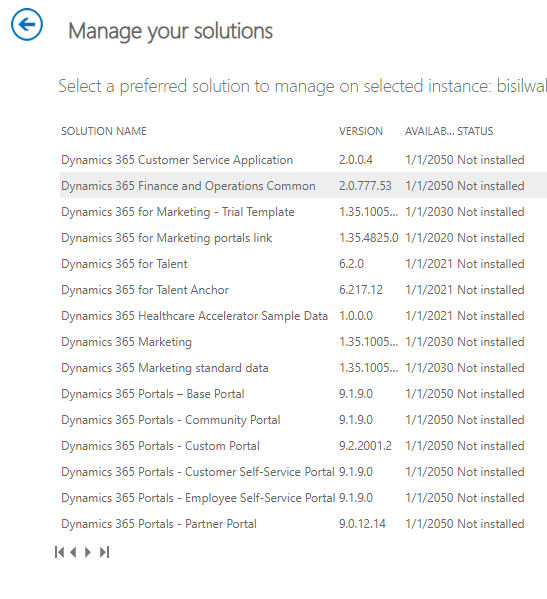 Manage your solutions
Select a preferred solution to manage on selected instance: bisilwal
SOLUTION NAME VERSION AVAILAB... STATUS
Dynamics 365 Customer Service Application 2.0.0.4 1/1/2050 Not installed
Dynamics 365 Finance and Operations Common 2.0.777.53 1/1/2050 Not installed
Dynamics 365 for Marketing - Trial Template 1.35.1005... 1/1/2030 Not installed
Dynamics 365 for Marketing portals link 1.35.4825.0 1/1/2020 Not installed
Dynamics 365 for Talent 6.2.0 1/1/2021 Not installed
Dynamics 365 for Talent Anchor 6.217.12 1/1/2021 Not installed
Dynamics 365 Healthcare Accelerator Sample Data 1.0.0.0 1/1/2021 Not installed
Dynamics 365 Marketing 1.35.1005... 1/1/2030 Not installed
Dynamics 365 Marketing standard data 1.35.1005... 1/1/2030 Not installed
Dynamics 365 Portals – Base Portal 9.1.9.0 1/1/2050 Not installed
Dynamics 365 Portals - Community Portal 9.1.9.0 1/1/2050 Not installed
Dynamics 365 Portals - Custom Portal 9.2.2001.2 1/1/2050 Not installed
Dynamics 365 Portals - Customer Self-Service Portal 9.1.9.0 1/1/2050 Not installed
Dynamics 365 Portals - Employee Self-Service Portal 9.1.9.0 1/1/2050 Not installed
Dynamics 365 Portals - Partner Portal 9.0.12.14 1/1/2050 Not installed